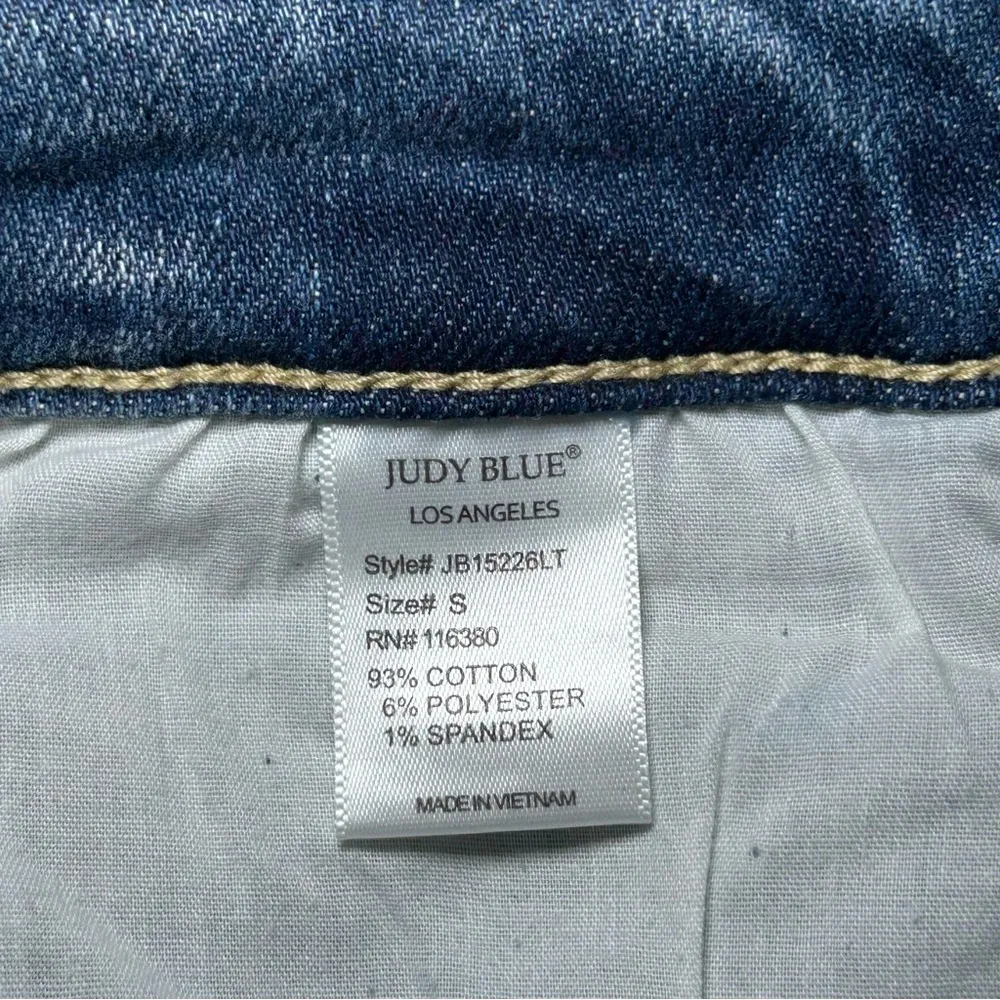 JUDY BLUE®
LOS ANGELES
Style# JB15226LT
Size# S
RN# 116380
93% COTTON
6% POLYESTER
1% SPANDEX
MADE IN VIETNAM